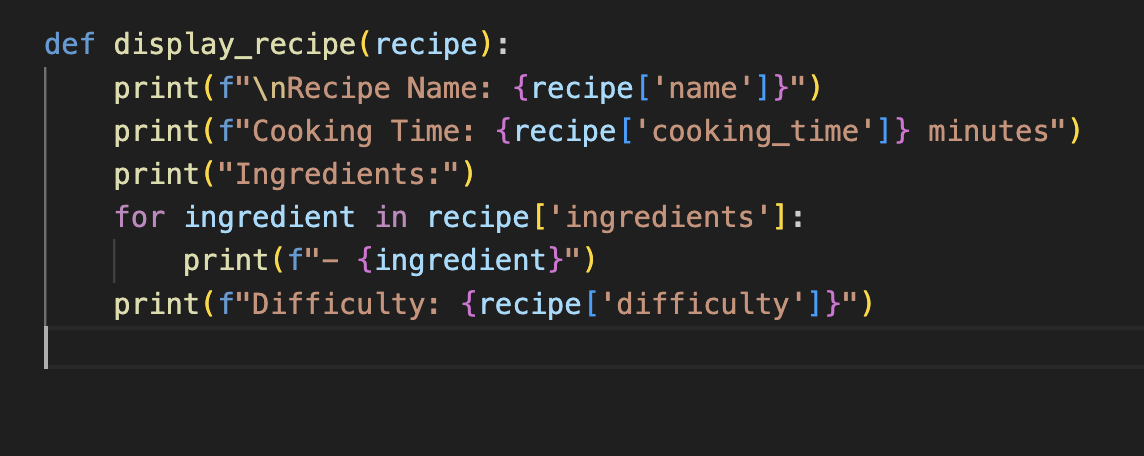 def display_recipe(recipe):
    print(f"\nRecipe Name: {recipe['name']}")
    print(f"Cooking Time: {recipe['cooking_time']} minutes")
    print("Ingredients:")
    for ingredient in recipe['ingredients']:
        print(f"- {ingredient}")
    print(f"Difficulty: {recipe['difficulty']}")